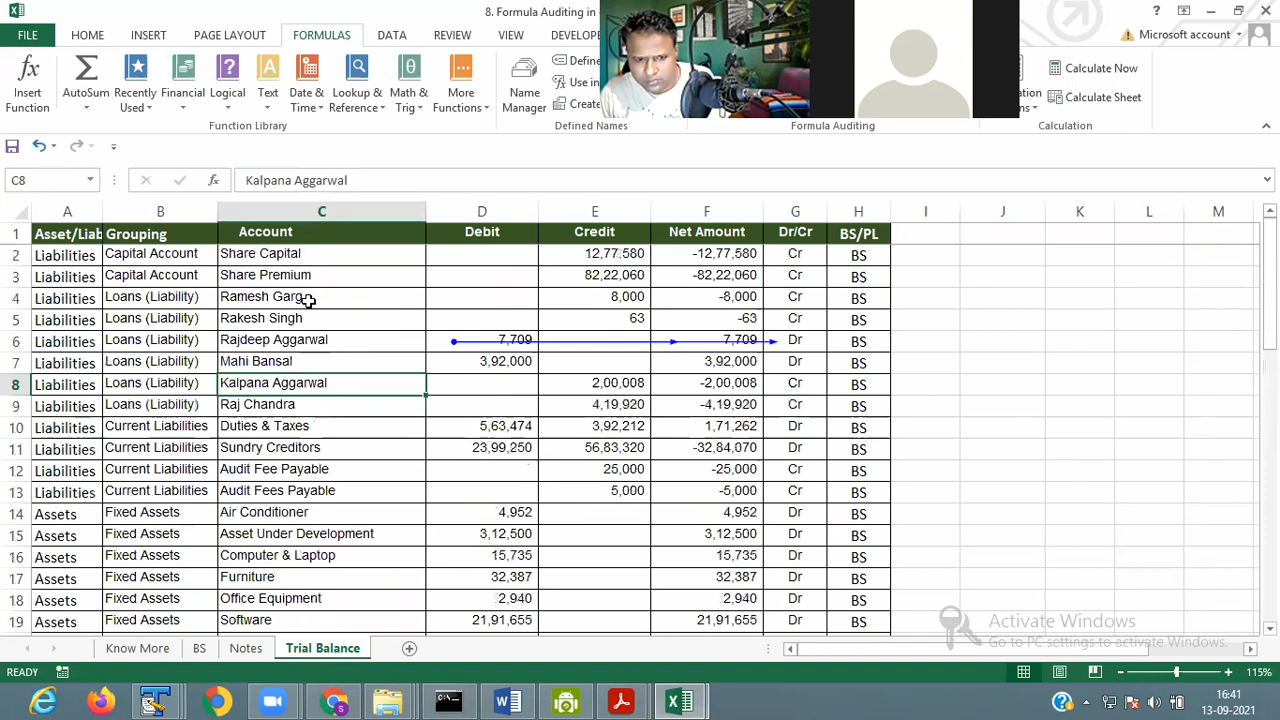 8. Formula Auditing in
Microsoft account
FILE HOME INSERT PAGE LAYOUT FORMULAS DATA REVIEW VIEW DEVELOPE
Insert Function
AutoSum
Recently Used
Financial
Logical
Text
Date & Time
Lookup & Reference
Math & Trig
More Functions
Name Manager
Define
Use in
Create
Calculate Now
Calculate Sheet
Function Library Defined Names Formula Auditing Calculation
C8 fx Kalpana Aggarwal
A B C D E F G H I J K L M
1 Asset/Liab Grouping Account Debit Credit Net Amount Dr/Cr BS/PL
2 Liabilities Capital Account Share Capital 12,77,580 -12,77,580 Cr BS
3 Liabilities Capital Account Share Premium 82,22,060 -82,22,060 Cr BS
4 Liabilities Loans (Liability) Ramesh Garg 8,000 -8,000 Cr BS
5 Liabilities Loans (Liability) Rakesh Singh 63 -63 Cr BS
6 Liabilities Loans (Liability) Rajdeep Aggarwal 7,709 7,709 Dr BS
7 Liabilities Loans (Liability) Mahi Bansal 3,92,000 3,92,000 Dr BS
8 Liabilities Loans (Liability) Kalpana Aggarwal 2,00,008 -2,00,008 Cr BS
9 Liabilities Loans (Liability) Raj Chandra 4,19,920 -4,19,920 Cr BS
10 Liabilities Current Liabilities Duties & Taxes 5,63,474 3,92,212 1,71,262 Dr BS
11 Liabilities Current Liabilities Sundry Creditors 23,99,250 56,83,320 -32,84,070 Dr BS
12 Liabilities Current Liabilities Audit Fee Payable 25,000 -25,000 Cr BS
13 Liabilities Current Liabilities Audit Fees Payable 5,000 -5,000 Cr BS
14 Assets Fixed Assets Air Conditioner 4,952 4,952 Dr BS
15 Assets Fixed Assets Asset Under Development 3,12,500 3,12,500 Dr BS
16 Assets Fixed Assets Computer & Laptop 15,735 15,735 Dr BS
17 Assets Fixed Assets Furniture 32,387 32,387 Dr BS
18 Assets Fixed Assets Office Equipment 2,940 2,940 Dr BS
19 Assets Fixed Assets Software 21,91,655 21,91,655 Dr BS
Activate Windows
Go to PC settings to activate Windows.
Know More BS Notes Trial Balance
READY 115%
16:41
13-09-2021